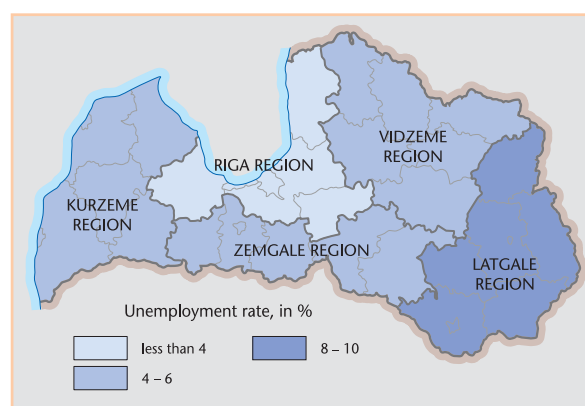 RIGA REGION
VIDZEME
REGION
KURZEME
REGION
ZEMGALE REGION
LATGALE
REGION
Unemployment rate, in %
less than 4
8 – 10
4 – 6